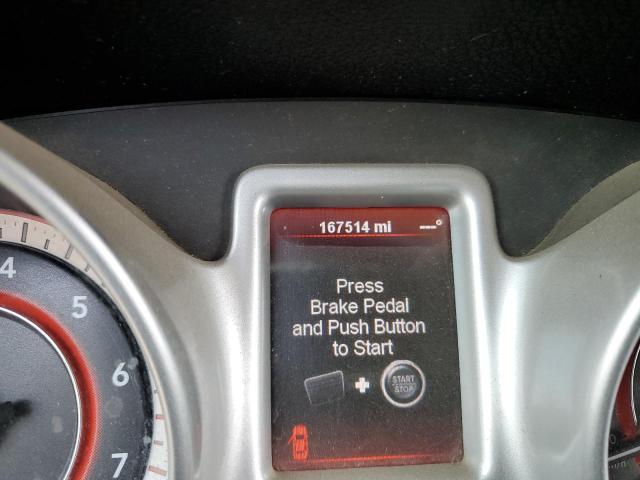 167514 mi ---°
Press
Brake Pedal
and Push Button
to Start
START
STOP
4
5
6
7